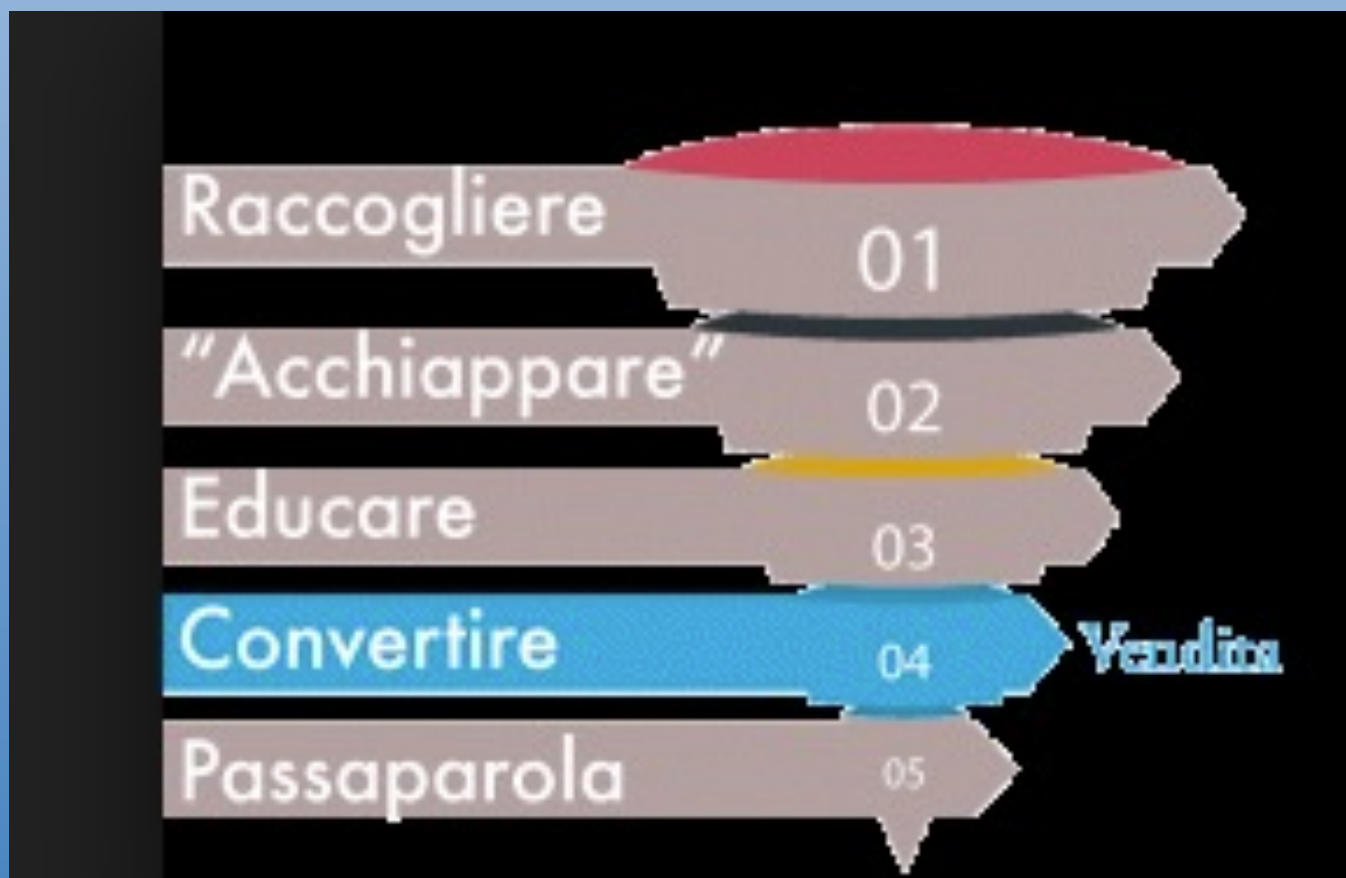 Raccogliere
01
“Acchiappare”
02
Educare
03
Convertire
04
Vendita
Passaparola
05